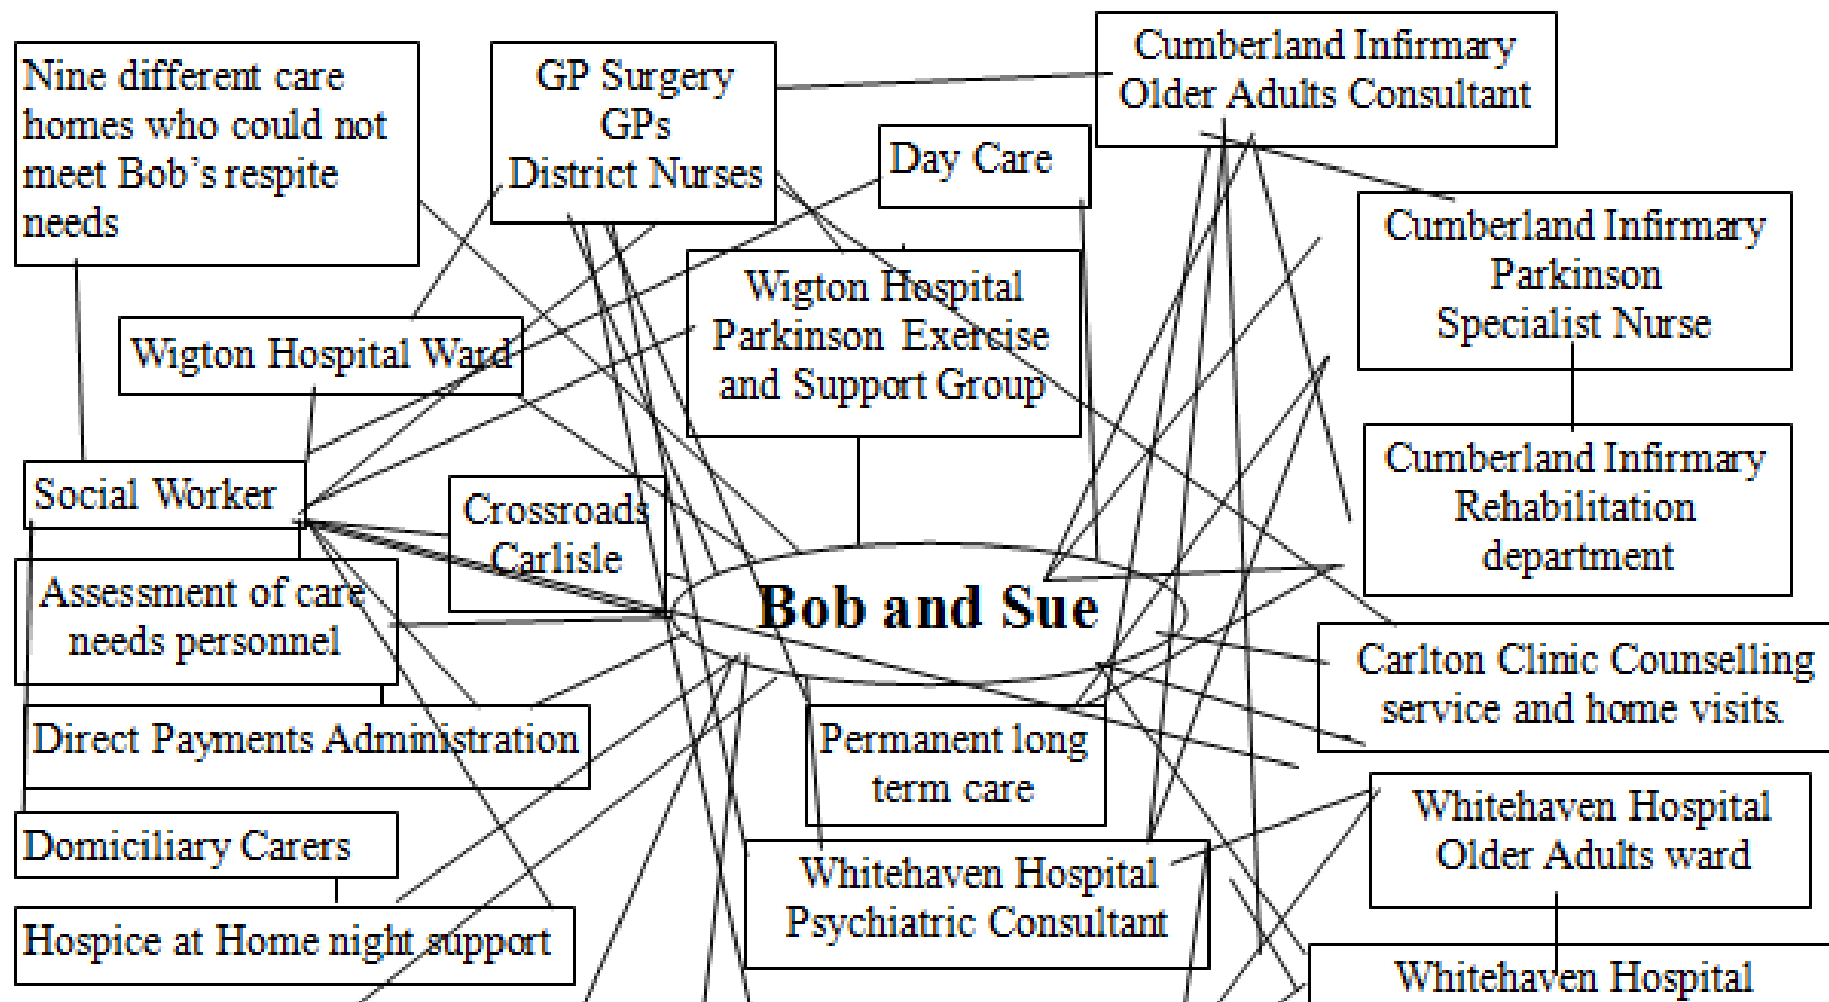 Nine different care
homes who could not
meet Bob's respite
needs
GP Surgery
GPs
District Nurses
Cumberland Infirmary
Older Adults Consultant
Day Care
Cumberland Infirmary
Parkinson
Specialist Nurse
Wigton Hospital
Parkinson Exercise
and Support Group
Wigton Hospital Ward
Social Worker
Crossroads
Carlisle
Cumberland Infirmary
Rehabilitation
department
Assessment of care
needs personnel
Bob and Sue
Carlton Clinic Counselling
service and home visits.
Direct Payments Administration
Permanent long
term care
Whitehaven Hospital
Older Adults ward
Domiciliary Carers
Whitehaven Hospital
Psychiatric Consultant
Hospice at Home night support
Whitehaven Hospital